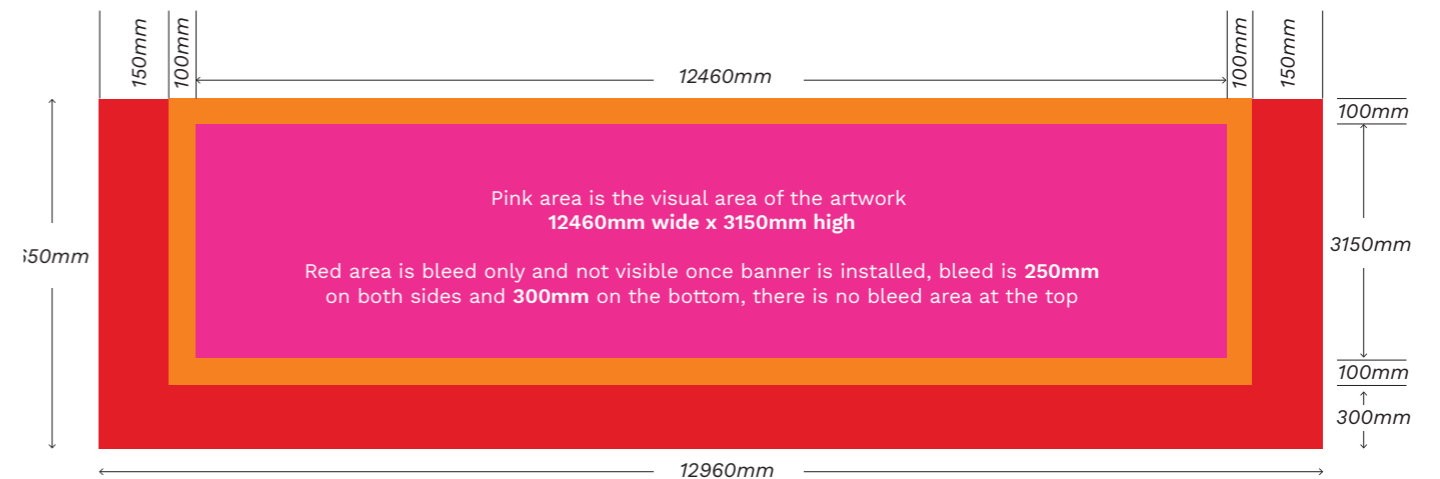 150mm
100mm
12460mm
100mm
150mm
100mm
Pink area is the visual area of the artwork
12460mm wide x 3150mm high
650mm
3150mm
Red area is bleed only and not visible once banner is installed, bleed is 250mm
on both sides and 300mm on the bottom, there is no bleed area at the top
100mm
300mm
12960mm